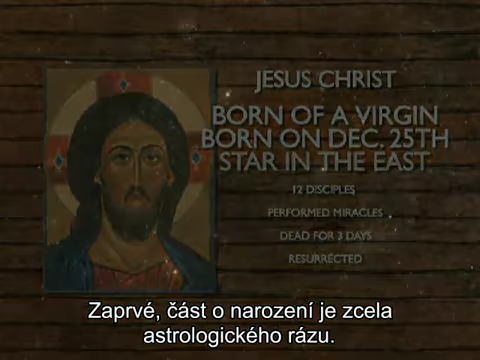 JESUS CHRIST
BORN OF A VIRGIN
BORN ON DEC. 25TH
STAR IN THE EAST
12 DISCIPLES
PERFORMED MIRACLES
DEAD FOR 3 DAYS
RESURRECTED
Zaprvé, část o narození je zcela
astrologického rázu.